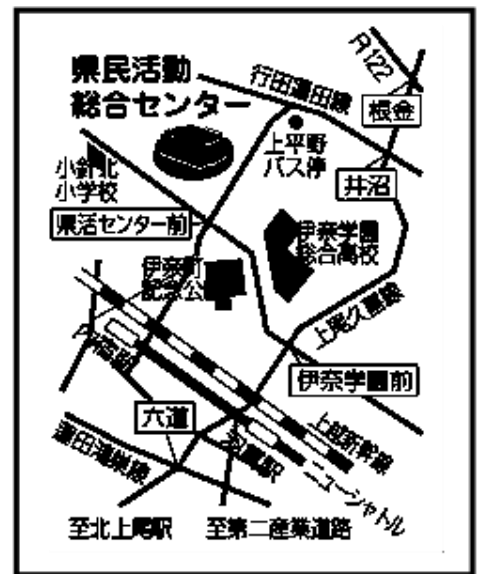 R122
県民活動
総合センター
行田蓮田線
根金
上平野
バス停
小針北
小学校
井沼
県活センター前
伊奈学園
総合高校
伊奈町
記念公
上尾久喜線
伊奈学園前
六道
上越新幹線
蓮田鴻巣線
羽貫駅
ニューシャトル
至北上尾駅
至第二産業道路